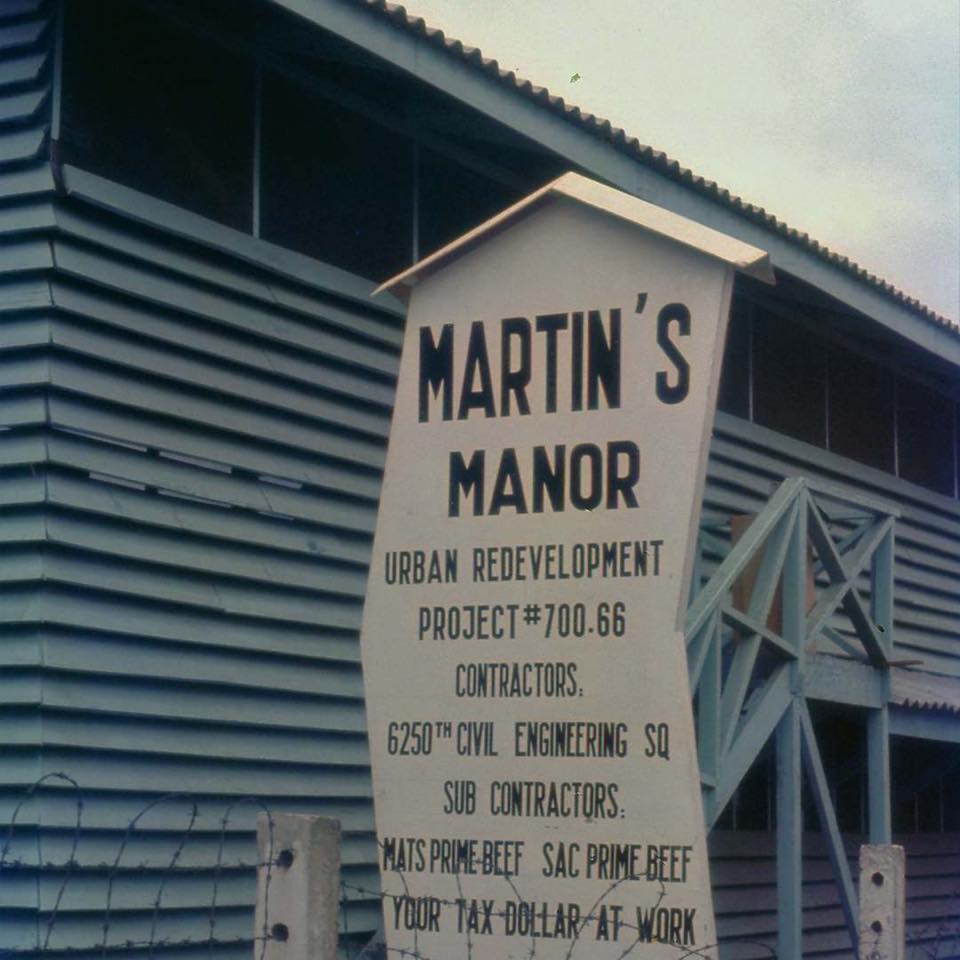 MARTIN'S
MANOR
URBAN REDEVELOPMENT
PROJECT #700.66
CONTRACTORS:
6250TH CIVIL ENGINEERING SQ
SUB CONTRACTORS:
MATS PRIME BEEF SAC PRIME BEEF
YOUR TAX DOLLAR AT WORK